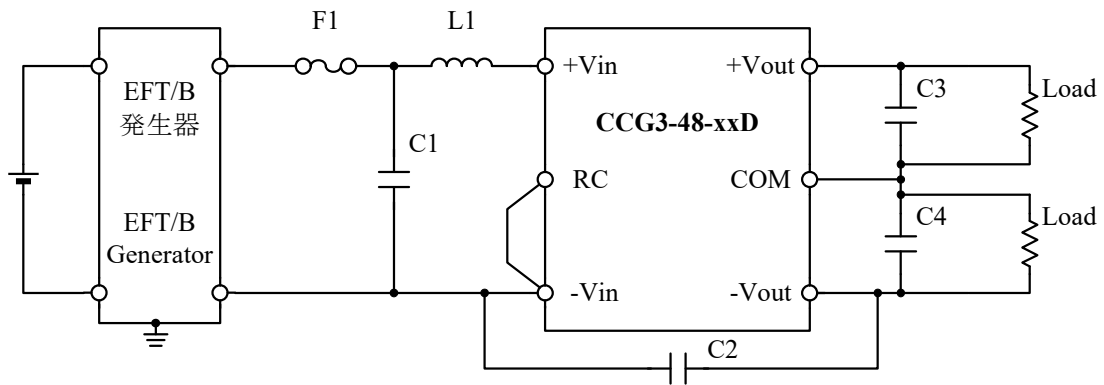 F1
L1
EFT/B
発生器
+Vin
+Vout
C3
Load
CCG3-48-xxD
C1
RC
COM
EFT/B
Generator
C4
Load
-Vin
-Vout
C2